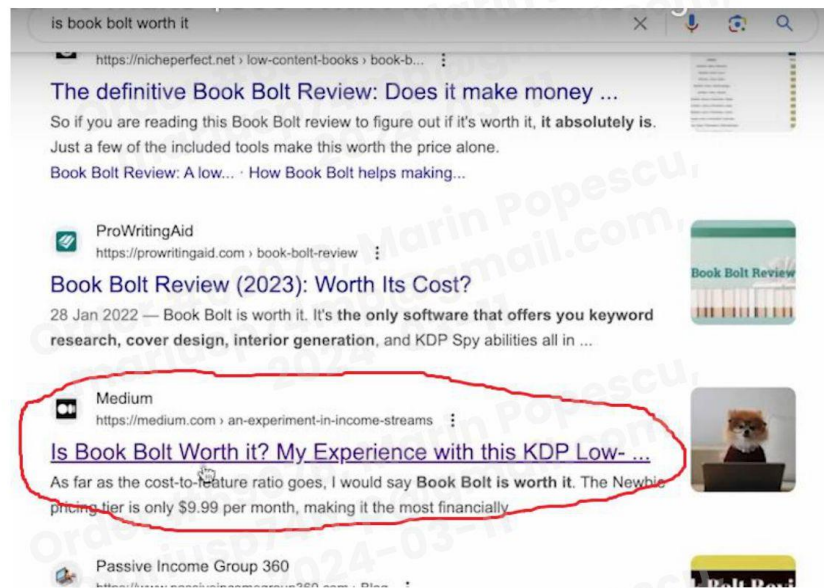 is book bolt worth it
https://nicheperfect.net › low-content-books › book-b...
The definitive Book Bolt Review: Does it make money ...
So if you are reading this Book Bolt review to figure out if it's worth it, it absolutely is.
Just a few of the included tools make this worth the price alone.
Book Bolt Review: A low... · How Book Bolt helps making...
ProWritingAid
https://prowritingaid.com › book-bolt-review
Book Bolt Review
Book Bolt Review (2023): Worth Its Cost?
28 Jan 2022 — Book Bolt is worth it. It's the only software that offers you keyword
research, cover design, interior generation, and KDP Spy abilities all in ...
Medium
https://medium.com › an-experiment-in-income-streams
Is Book Bolt Worth it? My Experience with this KDP Low- ...
As far as the cost-to-feature ratio goes, I would say Book Bolt is worth it. The Newbie
pricing tier is only $9.99 per month, making it the most financially
Passive Income Group 360
Marin Popescu,
2024-03-11